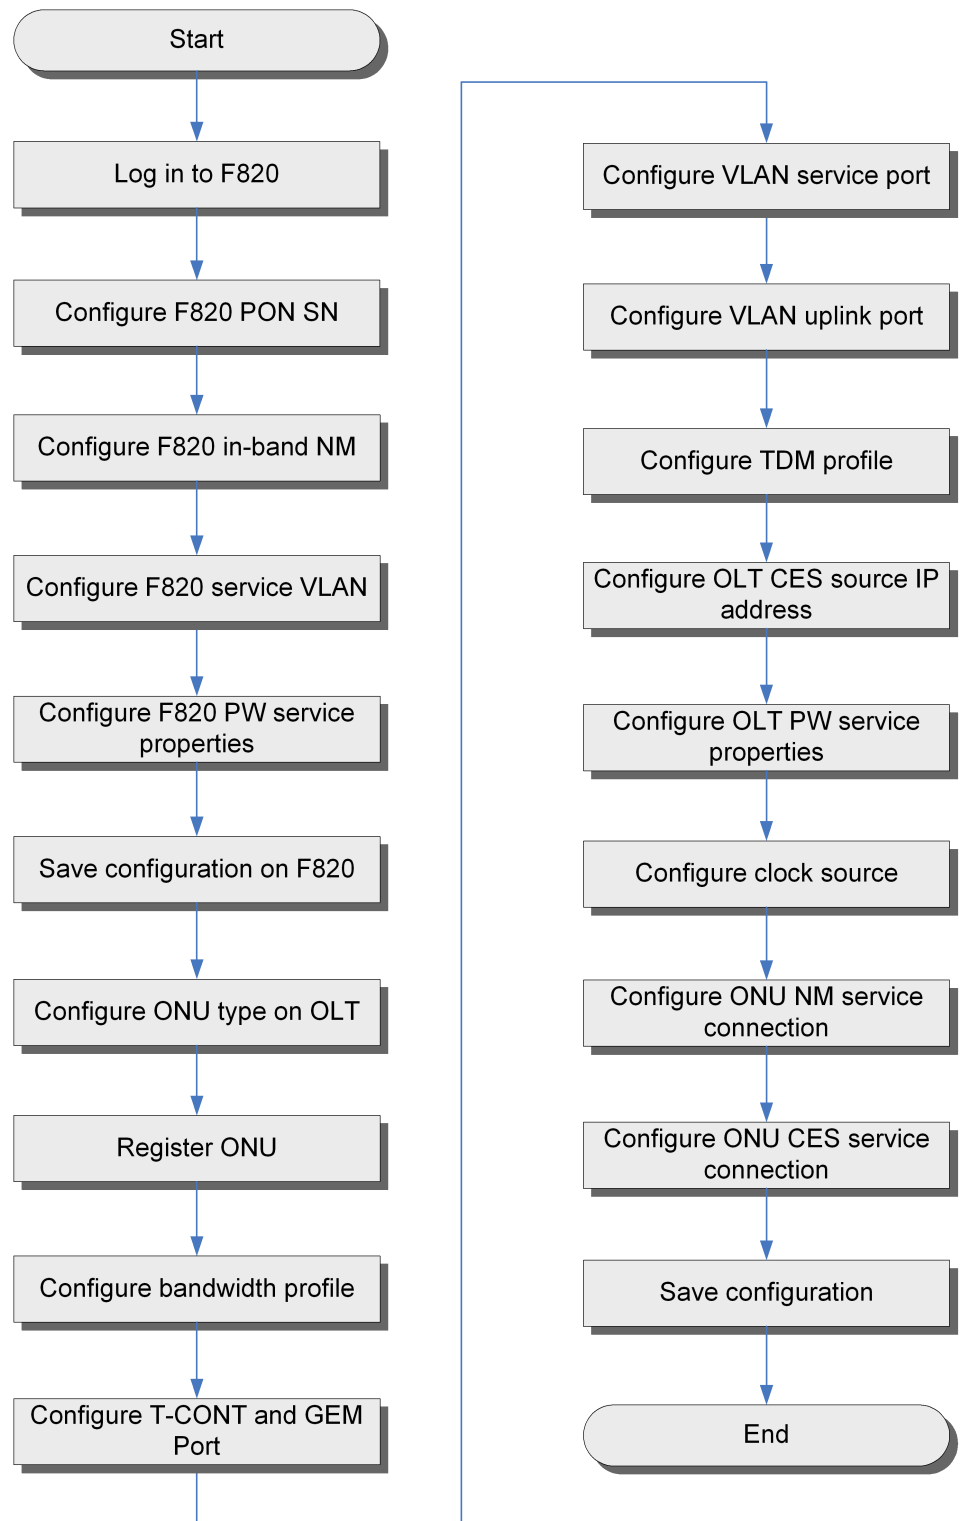 Start
Log in to F820
Configure F820 PON SN
Configure F820 in-band NM
Configure F820 service VLAN
Configure F820 PW service
properties
Save configuration on F820
Configure ONU type on OLT
Register ONU
Configure bandwidth profile
Configure T-CONT and GEM
Port
Configure VLAN service port
Configure VLAN uplink port
Configure TDM profile
Configure OLT CES source IP
address
Configure OLT PW service
properties
Configure clock source
Configure ONU NM service
connection
Configure ONU CES service
connection
Save configuration
End